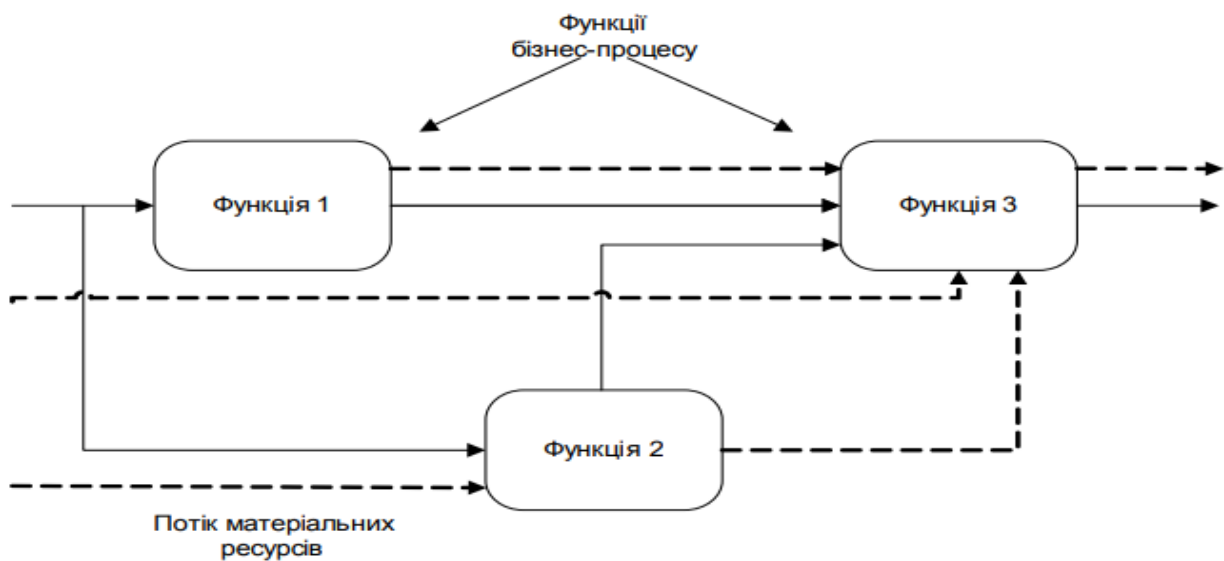 Функції
бізнес-процесу
Функція 1
Функція 3
Функція 2
Потік матеріальних
ресурсів